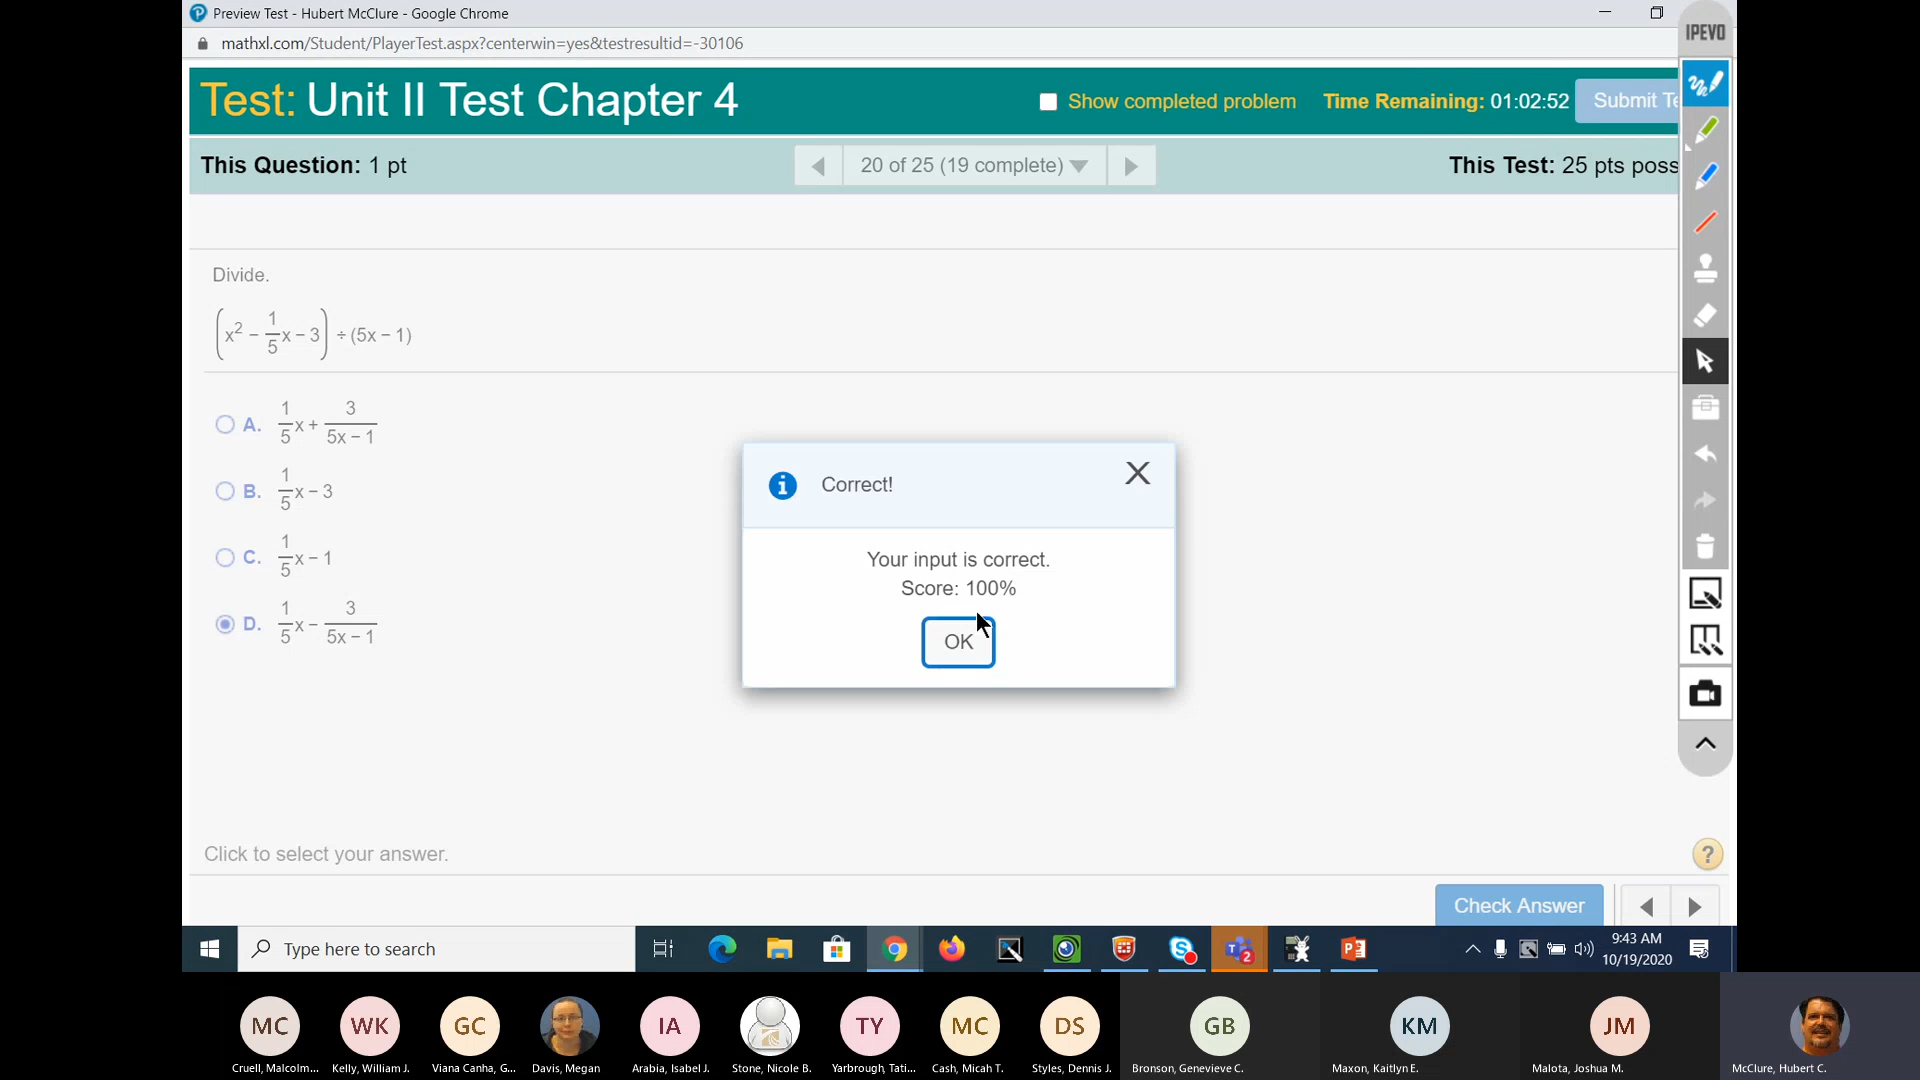 Preview Test - Hubert McClure - Google Chrome
mathxl.com/Student/PlayerTest.aspx?centerwin=yes&testresultid=-30106
IPEVO
Test: Unit II Test Chapter 4
Show completed problem
Time Remaining: 01:02:52
Submit Te
This Question: 1 pt
20 of 25 (19 complete)
This Test: 25 pts poss
Divide.
(x² − 1/5 x − 3) ÷ (5x − 1)
A. 1/5 x + 3/(5x − 1)
B. 1/5 x − 3
C. 1/5 x − 1
D. 1/5 x − 3/(5x − 1)
Correct!
Your input is correct.
Score: 100%
OK
Click to select your answer.
?
Check Answer
Type here to search
2
9:43 AM
10/19/2020
MC
WK
GC
IA
TY
MC
DS
GB
KM
JM
Cruell, Malcolm...
Kelly, William J.
Viana Canha, G...
Davis, Megan
Arabia, Isabel J.
Stone, Nicole B.
Yarbrough, Tati...
Cash, Micah T.
Styles, Dennis J.
Bronson, Genevieve C.
Maxon, Kaitlyn E.
Malota, Joshua M.
McClure, Hubert C.